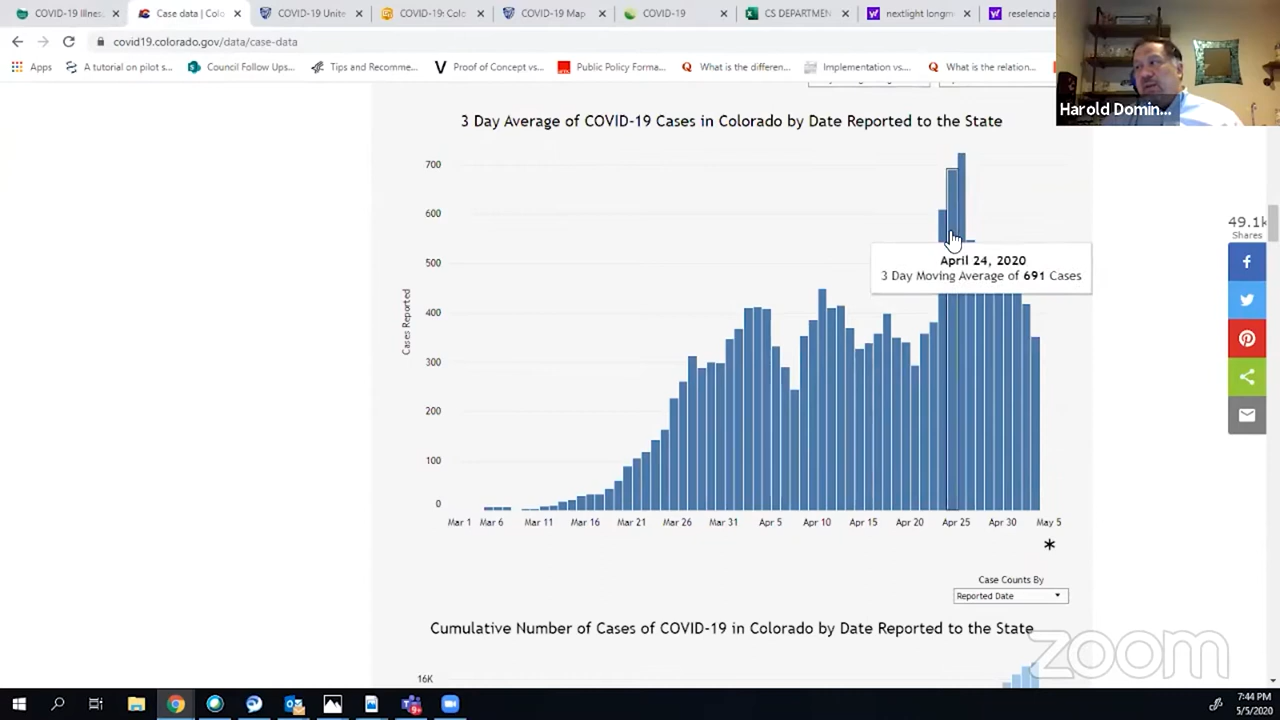 COVID-19 Illnes:
Case data | Colo
COVID-19 Unite
COVID-19: Colo
COVID-19 Map
COVID-19
CS DEPARTMEN
nextlight longm
reselencia p
covid19.colorado.gov/data/case-data
Apps
A tutorial on pilot s...
Council Follow Ups...
Tips and Recomme...
Proof of Concept vs...
Public Policy Forma...
What is the differen...
Implementation vs....
What is the relation...
Harold Domin...
3 Day Average of COVID-19 Cases in Colorado by Date Reported to the State
700
600
500
400
300
200
100
0
Cases Reported
April 24, 2020
3 Day Moving Average of 691 Cases
Mar 1 Mar 6 Mar 11 Mar 16 Mar 21 Mar 26 Mar 31 Apr 5 Apr 10 Apr 15 Apr 20 Apr 25 Apr 30 May 5
*
49.1k
Shares
Case Counts By
Reported Date
Cumulative Number of Cases of COVID-19 in Colorado by Date Reported to the State
16K
zoom
7:44 PM
5/5/2020